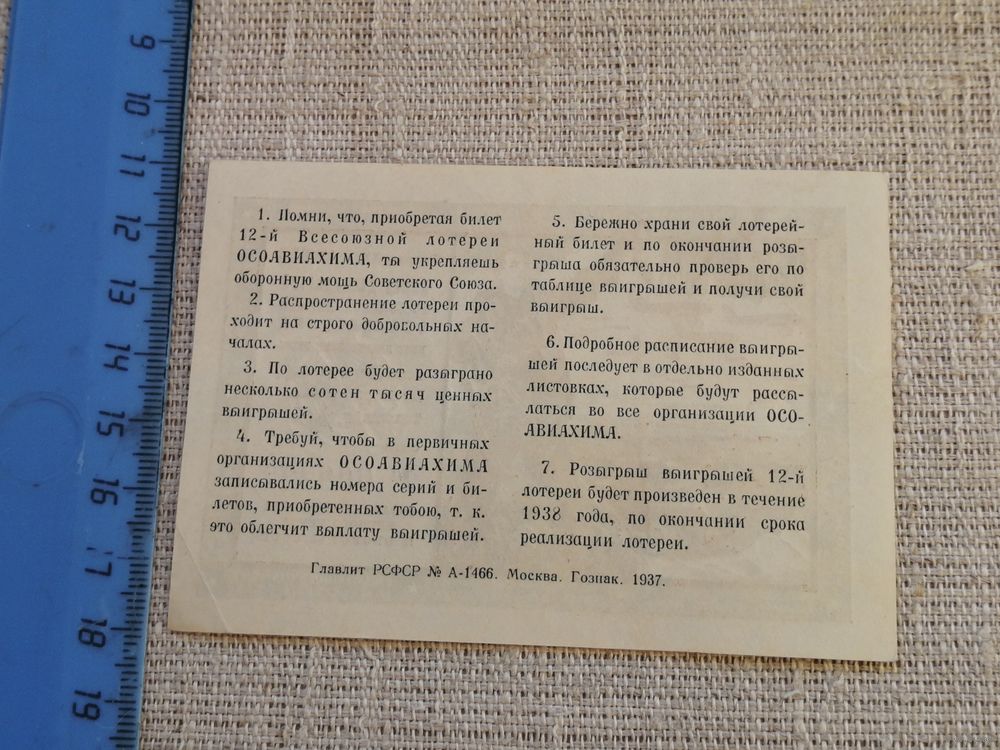 1. Помни, что, приобретая билет
12-й Всесоюзной лотереи
ОСОАВИАХИМА, ты укрепляешь
оборонную мощь Советского Союза.
2. Распространение лотереи про-
ходит на строго добровольных на-
чалах.
3. По лотерее будет разыграно
несколько сотен тысяч ценных
выигрышей.
4. Требуй, чтобы в первичных
организациях ОСОАВИАХИМА
записывались номера серий и би-
летов, приобретенных тобою, т. к.
это облегчит выплату выигрышей.
5. Бережно храни свой лотерей-
ный билет и по окончании розы-
грыша обязательно проверь его по
таблице выигрышей и получи свой
выигрыш.
6. Подробное расписание выигры-
шей последует в отдельно изданных
листовках, которые будут рассы-
латься во все организации ОСО-
АВИАХИМА.
7. Розыгрыш выигрышей 12-й
лотереи будет произведен в течение
1938 года, по окончании срока
реализации лотереи.
Главлит РСФСР № А-1466. Москва. Гознак. 1937.
9
10
11
12
13
14
15
16
17
18
19